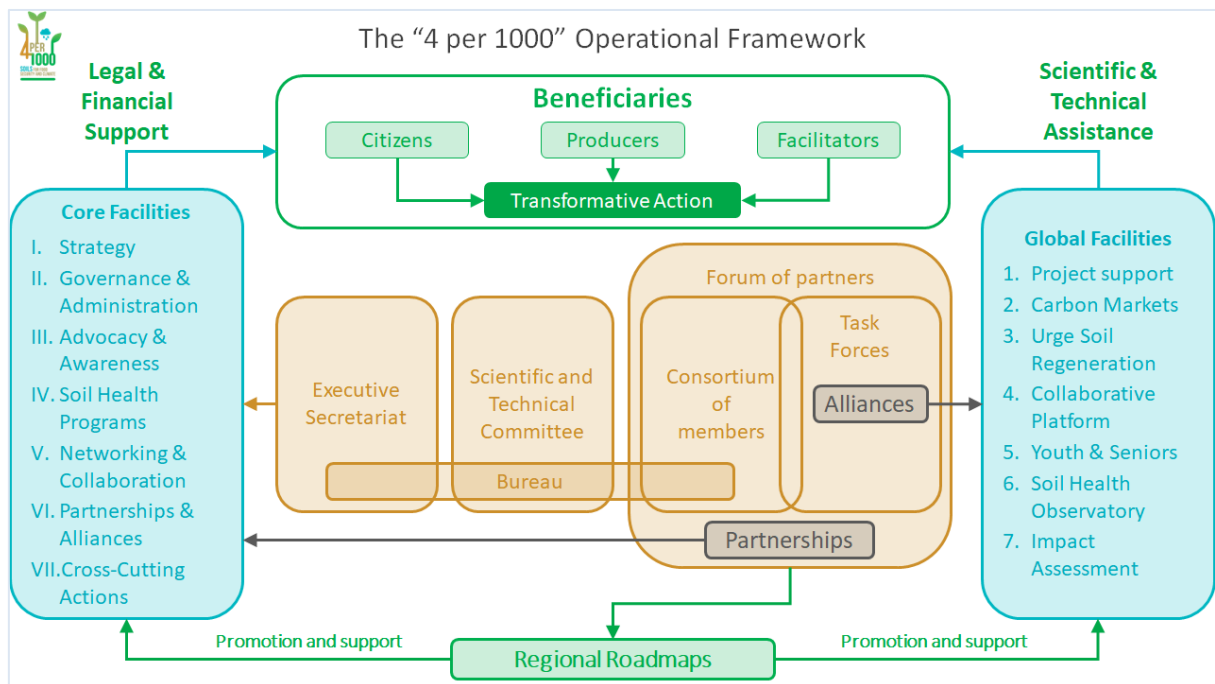 4 PER
1000
The “4 per 1000” Operational Framework
Legal &
Financial
Support
Scientific &
Technical
Assistance
Beneficiaries
Citizens
Producers
Facilitators
Transformative Action
Core Facilities
I. Strategy
II. Governance &
Administration
III. Advocacy &
Awareness
IV. Soil Health
Programs
V. Networking &
Collaboration
VI. Partnerships &
Alliances
VII.Cross-Cutting
Actions
Executive
Secretariat
Scientific and
Technical
Committee
Forum of partners
Consortium
of
members
Task
Forces
Alliances
Bureau
Partnerships
Global Facilities
1. Project support
2. Carbon Markets
3. Urge Soil
Regeneration
4. Collaborative
Platform
5. Youth & Seniors
6. Soil Health
Observatory
7. Impact
Assessment
Promotion and support
Regional Roadmaps
Promotion and support